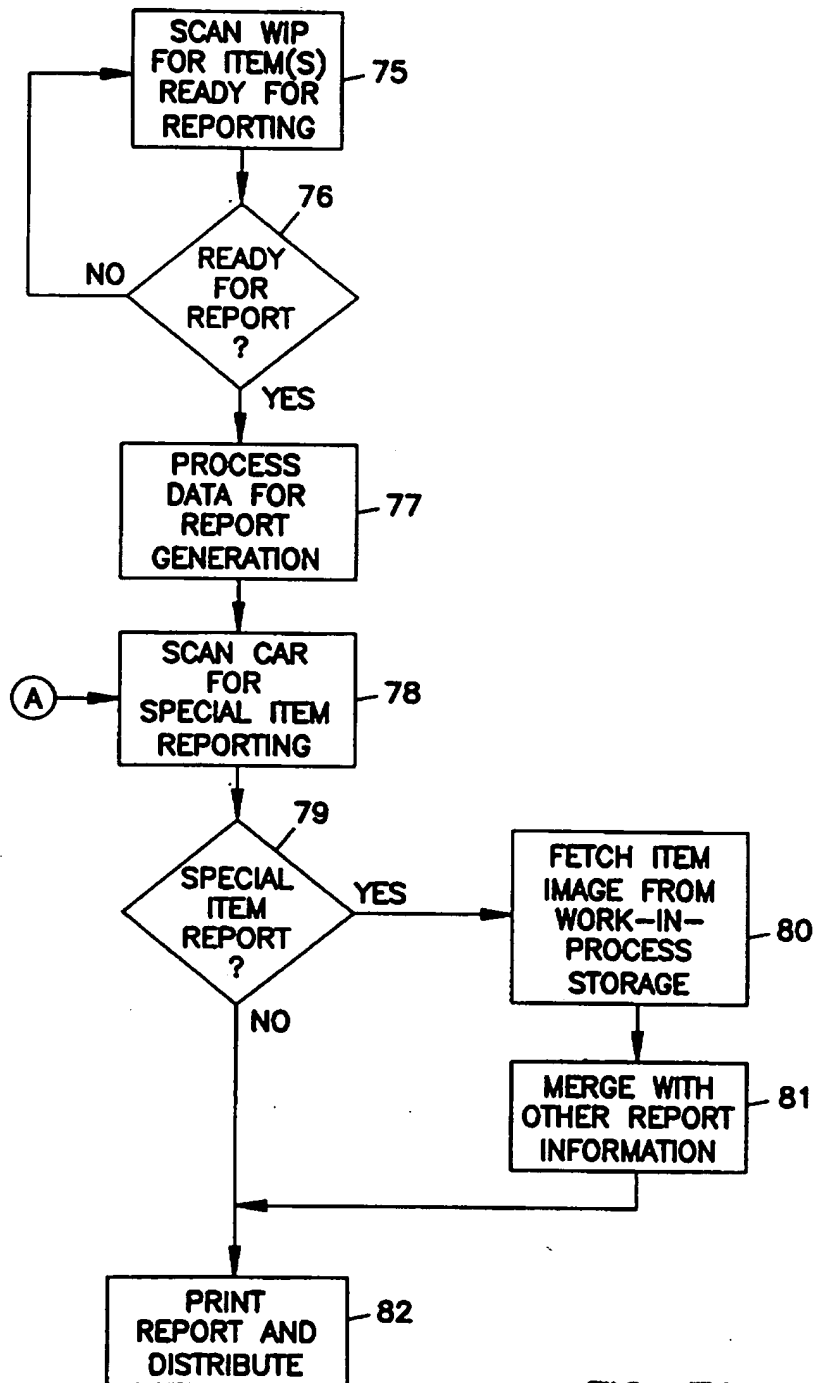 SCAN WIP
FOR ITEM(S)
READY FOR
REPORTING
75
76
READY
FOR
REPORT
?
NO
YES
PROCESS
DATA FOR
REPORT
GENERATION
77
A
SCAN CAR
FOR
SPECIAL ITEM
REPORTING
78
79
SPECIAL
ITEM
REPORT
?
YES
NO
FETCH ITEM
IMAGE FROM
WORK-IN-
PROCESS
STORAGE
80
MERGE WITH
OTHER REPORT
INFORMATION
81
PRINT
REPORT AND
DISTRIBUTE
82